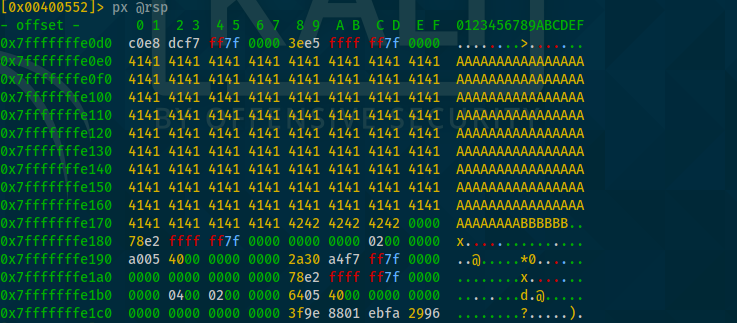 [0x00400552]> px @rsp
- offset -       0 1  2 3  4 5  6 7  8 9  A B  C D  E F  0123456789ABCDEF
0x7fffffffe0d0  c0e8 dcf7 ff7f 0000 3ee5 ffff ff7f 0000  ........>.......
0x7fffffffe0e0  4141 4141 4141 4141 4141 4141 4141 4141  AAAAAAAAAAAAAAAA
0x7fffffffe0f0  4141 4141 4141 4141 4141 4141 4141 4141  AAAAAAAAAAAAAAAA
0x7fffffffe100  4141 4141 4141 4141 4141 4141 4141 4141  AAAAAAAAAAAAAAAA
0x7fffffffe110  4141 4141 4141 4141 4141 4141 4141 4141  AAAAAAAAAAAAAAAA
0x7fffffffe120  4141 4141 4141 4141 4141 4141 4141 4141  AAAAAAAAAAAAAAAA
0x7fffffffe130  4141 4141 4141 4141 4141 4141 4141 4141  AAAAAAAAAAAAAAAA
0x7fffffffe140  4141 4141 4141 4141 4141 4141 4141 4141  AAAAAAAAAAAAAAAA
0x7fffffffe150  4141 4141 4141 4141 4141 4141 4141 4141  AAAAAAAAAAAAAAAA
0x7fffffffe160  4141 4141 4141 4141 4141 4141 4141 4141  AAAAAAAAAAAAAAAA
0x7fffffffe170  4141 4141 4141 4141 4242 4242 4242 0000  AAAAAAAABBBBBB..
0x7fffffffe180  78e2 ffff ff7f 0000 0000 0000 0200 0000  x...............
0x7fffffffe190  a005 4000 0000 0000 2a30 a4f7 ff7f 0000  ..@.....*0......
0x7fffffffe1a0  0000 0000 0000 0000 78e2 ffff ff7f 0000  ........x.......
0x7fffffffe1b0  0000 0400 0200 0000 6405 4000 0000 0000  ........d.@.....
0x7fffffffe1c0  0000 0000 0000 0000 3f9e 8801 ebfa 2996  ........?.....).
KALI
BY OFFENSIVE SECURITY